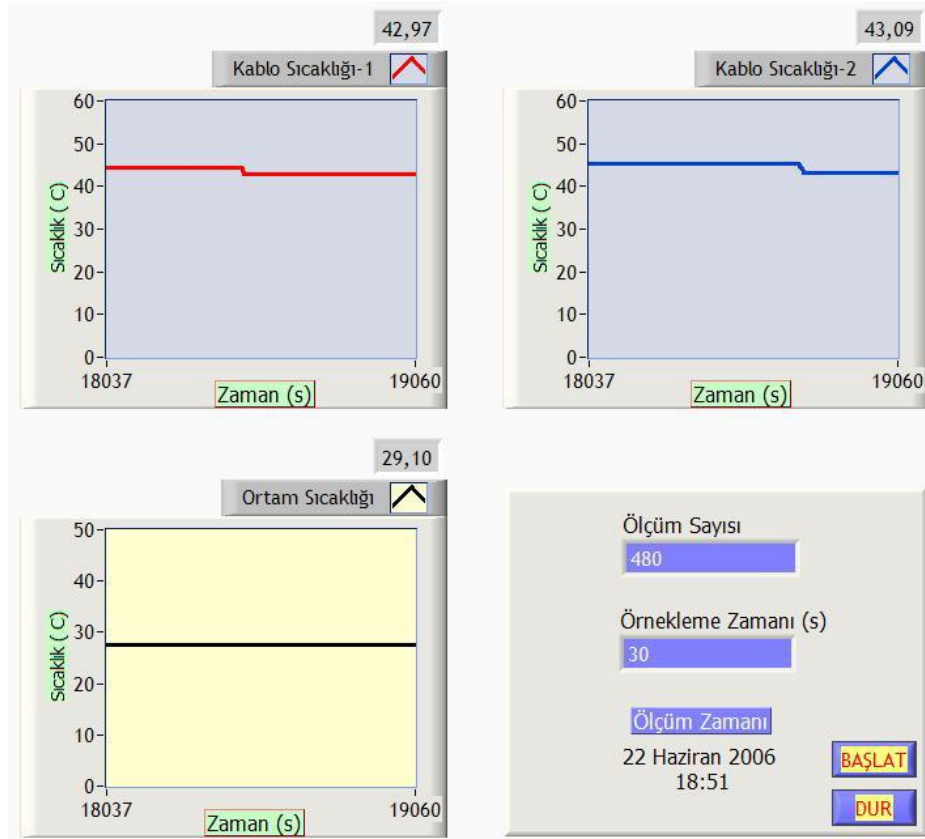 42,97
Kablo Sıcaklığı-1
60
50
40
30
20
10
0
Sıcaklık ( C)
18037
19060
Zaman (s)
43,09
Kablo Sıcaklığı-2
60
50
40
30
20
10
0
Sıcaklık ( C)
18037
19060
Zaman (s)
29,10
Ortam Sıcaklığı
50
40
30
20
10
0
Sıcaklık ( C)
18037
19060
Zaman (s)
Ölçüm Sayısı
480
Örnekleme Zamanı (s)
30
Ölçüm Zamanı
22 Haziran 2006
18:51
BAŞLAT
DUR